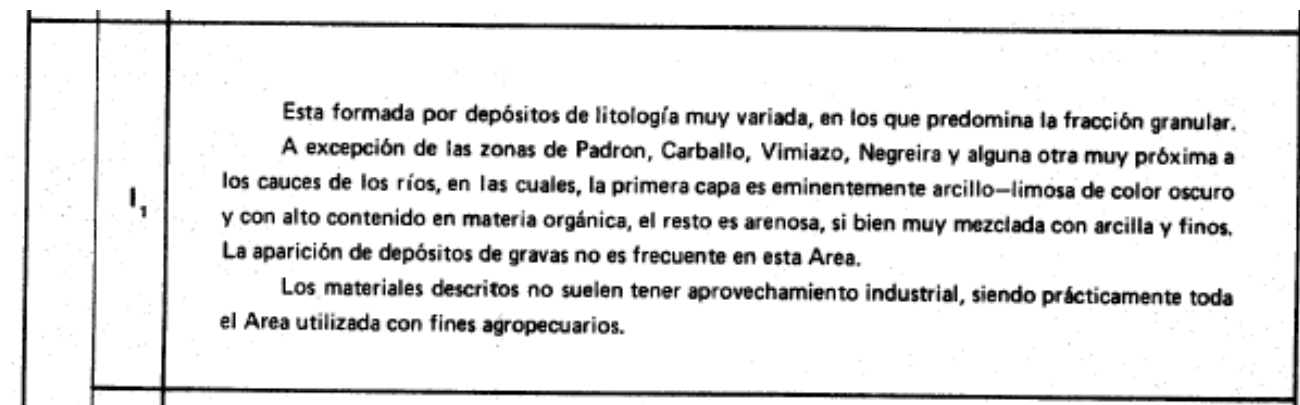 Esta formada por depósitos de litología muy variada, en los que predomina la fracción granular.
A excepción de las zonas de Padron, Carballo, Vimiazo, Negreira y alguna otra muy próxima a
los cauces de los ríos, en las cuales, la primera capa es eminentemente arcillo—limosa de color oscuro
I₁
y con alto contenido en materia orgánica, el resto es arenosa, si bien muy mezclada con arcilla y finos.
La aparición de depósitos de gravas no es frecuente en esta Area.
Los materiales descritos no suelen tener aprovechamiento industrial, siendo prácticamente toda
el Area utilizada con fines agropecuarios.